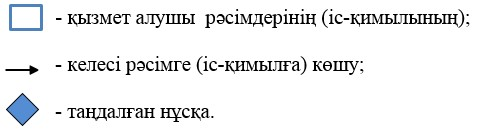 - қызмет алушы рәсімдерінің (іс-қимылының);
- келесі рәсімге (іс-қимылға) көшу;
- таңдалған нұсқа.